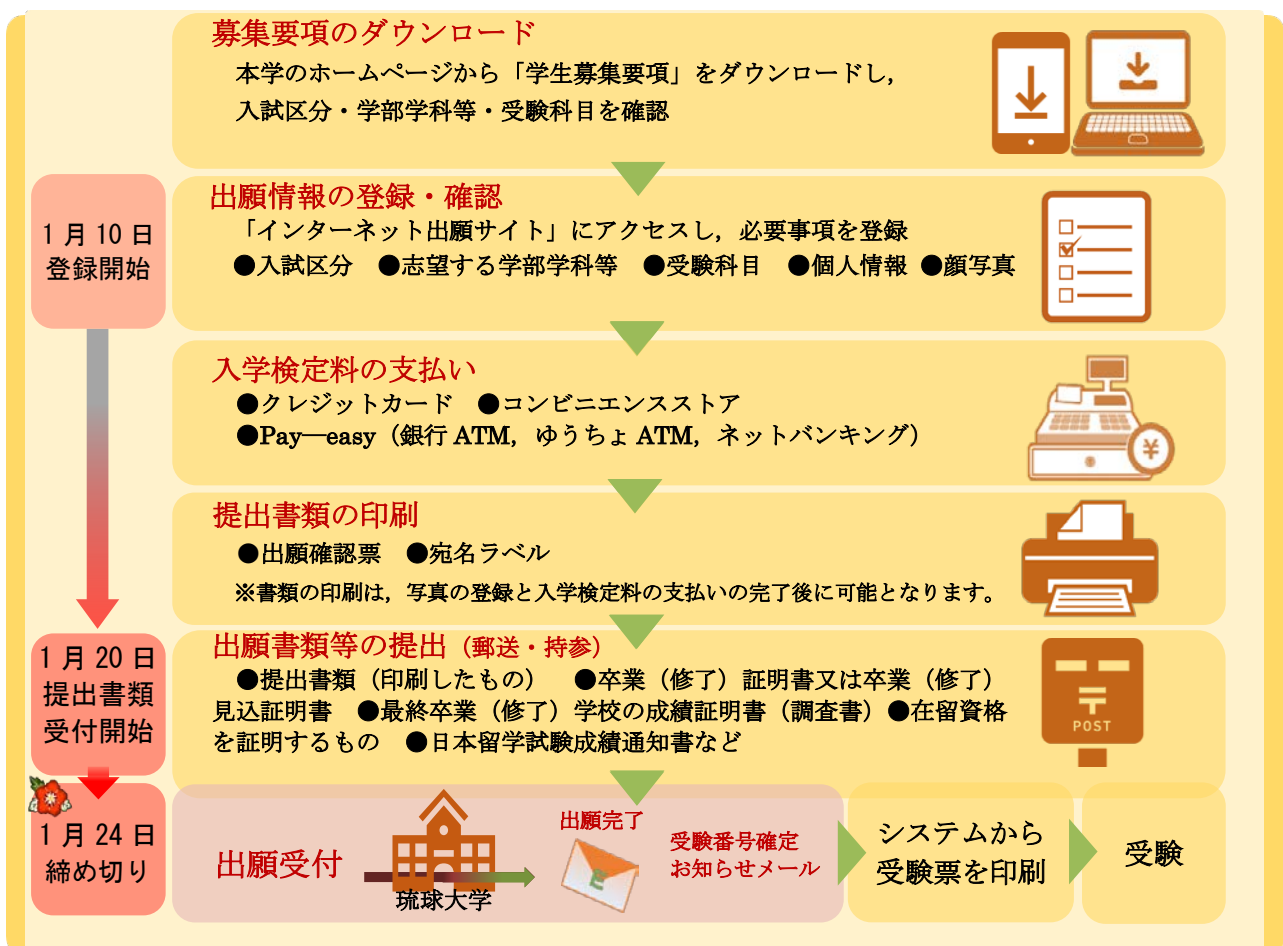 募集要項のダウンロード
本学のホームページから「学生募集要項」をダウンロードし，
入試区分・学部学科等・受験科目を確認
1月10日
登録開始
出願情報の登録・確認
「インターネット出願サイト」にアクセスし，必要事項を登録
●入試区分　●志望する学部学科等　●受験科目　●個人情報 ●顔写真
入学検定料の支払い
●クレジットカード　●コンビニエンスストア
●Pay―easy（銀行ATM，ゆうちょATM，ネットバンキング）
¥
提出書類の印刷
●出願確認票　●宛名ラベル
※書類の印刷は，写真の登録と入学検定料の支払いの完了後に可能となります。
1月20日
提出書類
受付開始
出願書類等の提出（郵送・持参）
●提出書類（印刷したもの）　●卒業（修了）証明書又は卒業（修了）
見込証明書　●最終卒業（修了）学校の成績証明書（調査書）●在留資格
を証明するもの　●日本留学試験成績通知書など
〒
POST
1月24日
締め切り
出願受付
琉球大学
出願完了
E
受験番号確定
お知らせメール
システムから
受験票を印刷
受験